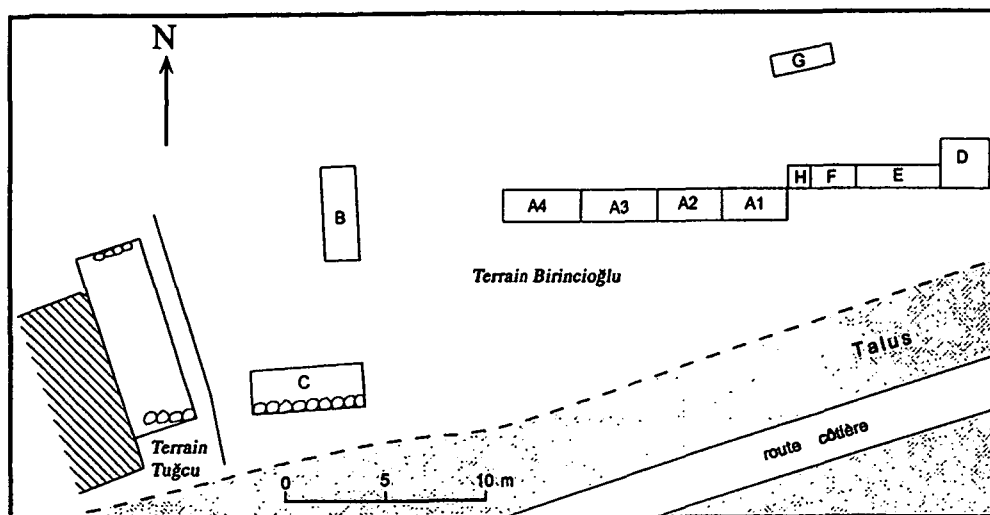 N
G
D
H F E
A4 A3 A2 A1
B
Terrain Birincioğlu
Talus
C
route côtière
Terrain
Tuğcu
0 5 10 m